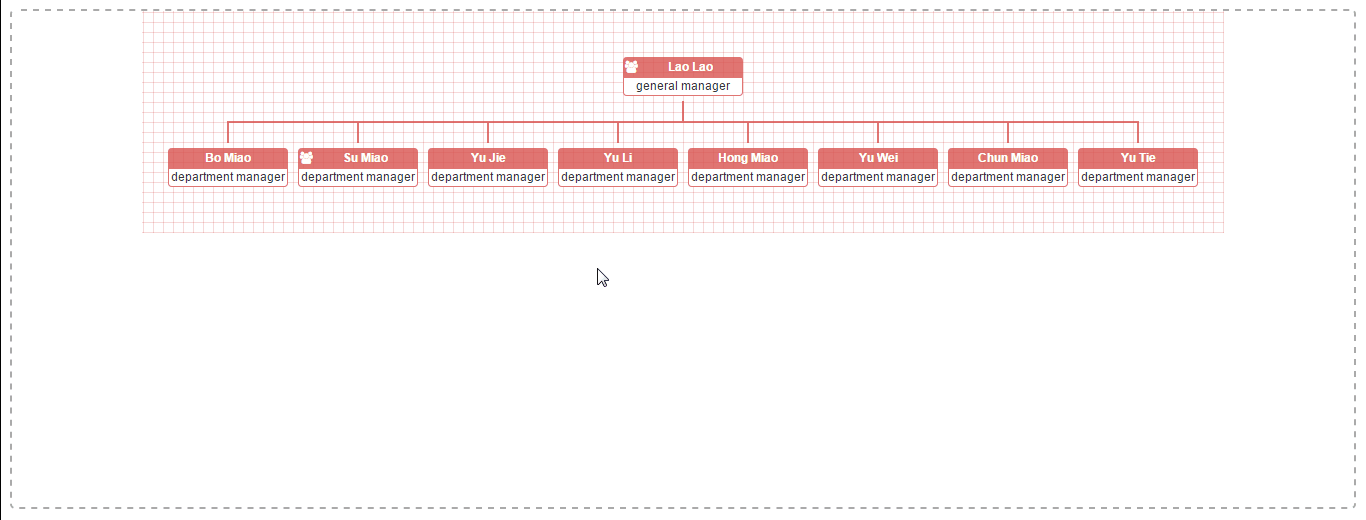 Lao Lao
general manager
Bo Miao
department manager
Su Miao
department manager
Yu Jie
department manager
Yu Li
department manager
Hong Miao
department manager
Yu Wei
department manager
Chun Miao
department manager
Yu Tie
department manager